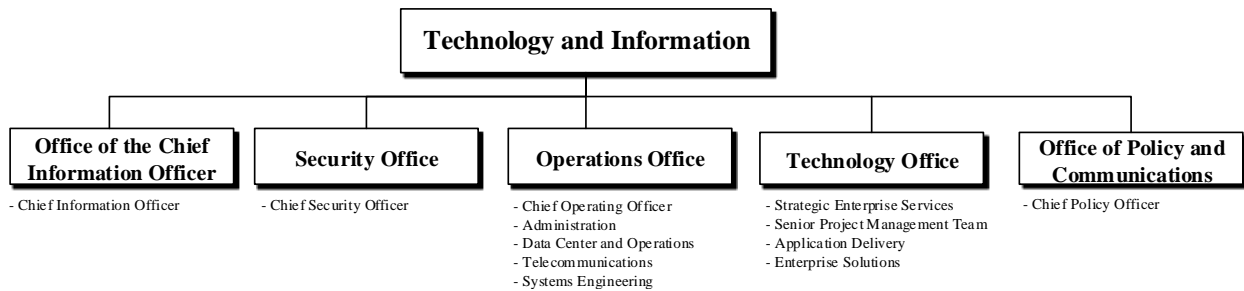 Technology and Information
Office of the Chief
Information Officer
- Chief Information Officer
Security Office
- Chief Security Officer
Operations Office
- Chief Operating Officer
- Administration
- Data Center and Operations
- Telecommunications
- Systems Engineering
Technology Office
- Strategic Enterprise Services
- Senior Project Management Team
- Application Delivery
- Enterprise Solutions
Office of Policy and
Communications
- Chief Policy Officer